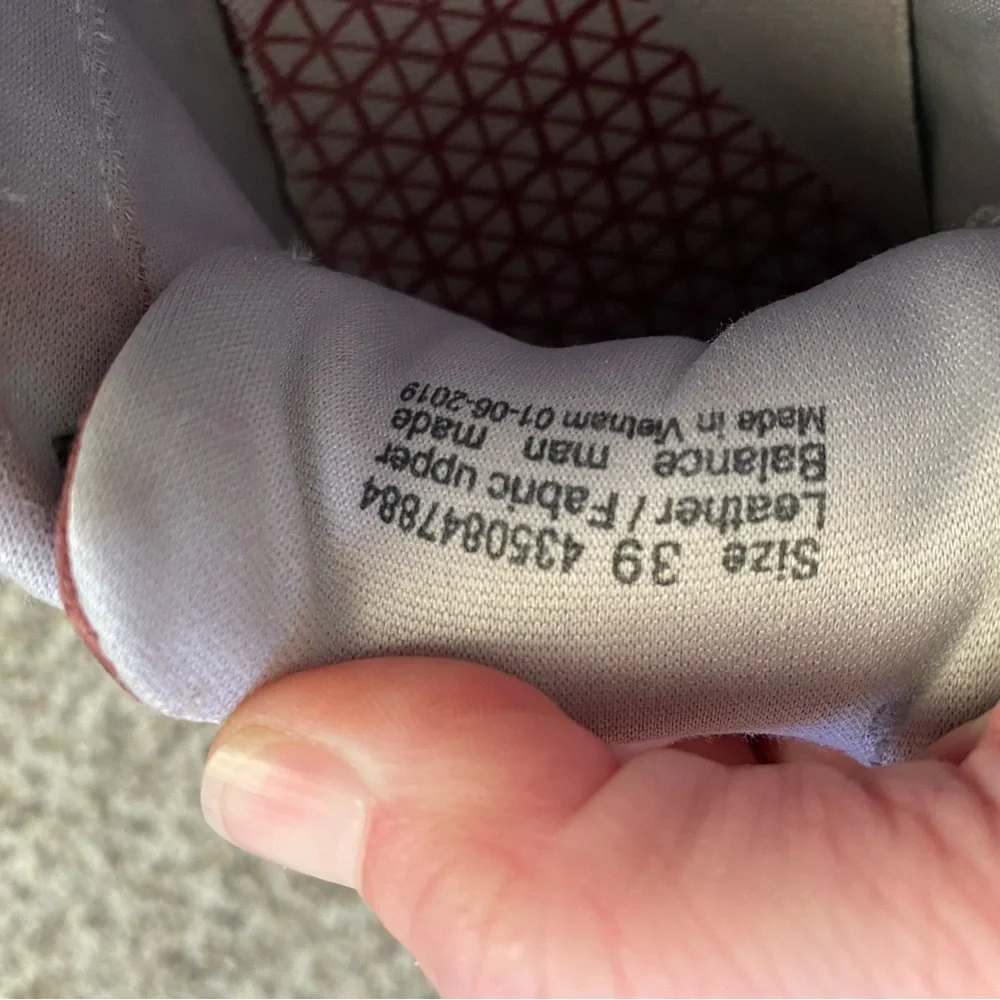 Size 39 4350847884
Leather / Fabric upper
Balance man made
Made in Vietnam 01-06-2019